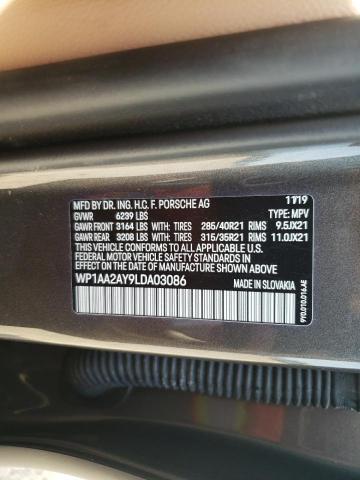 MFD BY DR. ING. H.C. F. PORSCHE AG 11/19
GVWR 6239 LBS TYPE: MPV
GAWR FRONT 3164 LBS WITH TIRES: 285/40R21 RIMS 9.5JX21
GAWR REAR 3208 LBS WITH TIRES: 315/35R21 RIMS 11.0JX21
THIS VEHICLE CONFORMS TO ALL APPLICABLE
FEDERAL MOTOR VEHICLE SAFETY STANDARDS IN
EFFECT ON THE DATE OF MANUFACTURE SHOWN ABOVE
WP1AA2AY9LDA03086 MADE IN SLOVAKIA
9Y0.010.016.AE